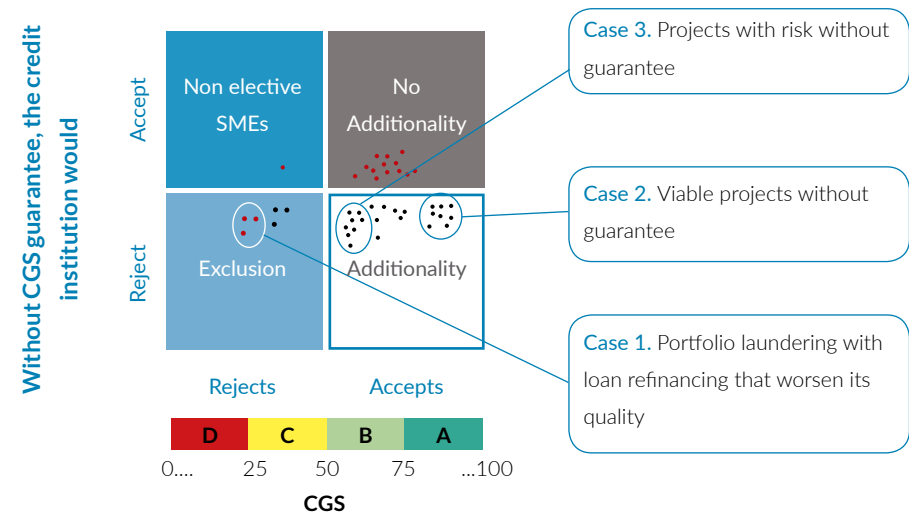 Without CGS guarantee, the credit
institution would
Accept
Reject
Non elective
SMEs
No
Additionality
Exclusion
Additionality
Rejects
Accepts
D
C
B
A
0....
25
50
75
...100
CGS
Case 3. Projects with risk without
guarantee
Case 2. Viable projects without
guarantee
Case 1. Portfolio laundering with
loan refinancing that worsen its
quality